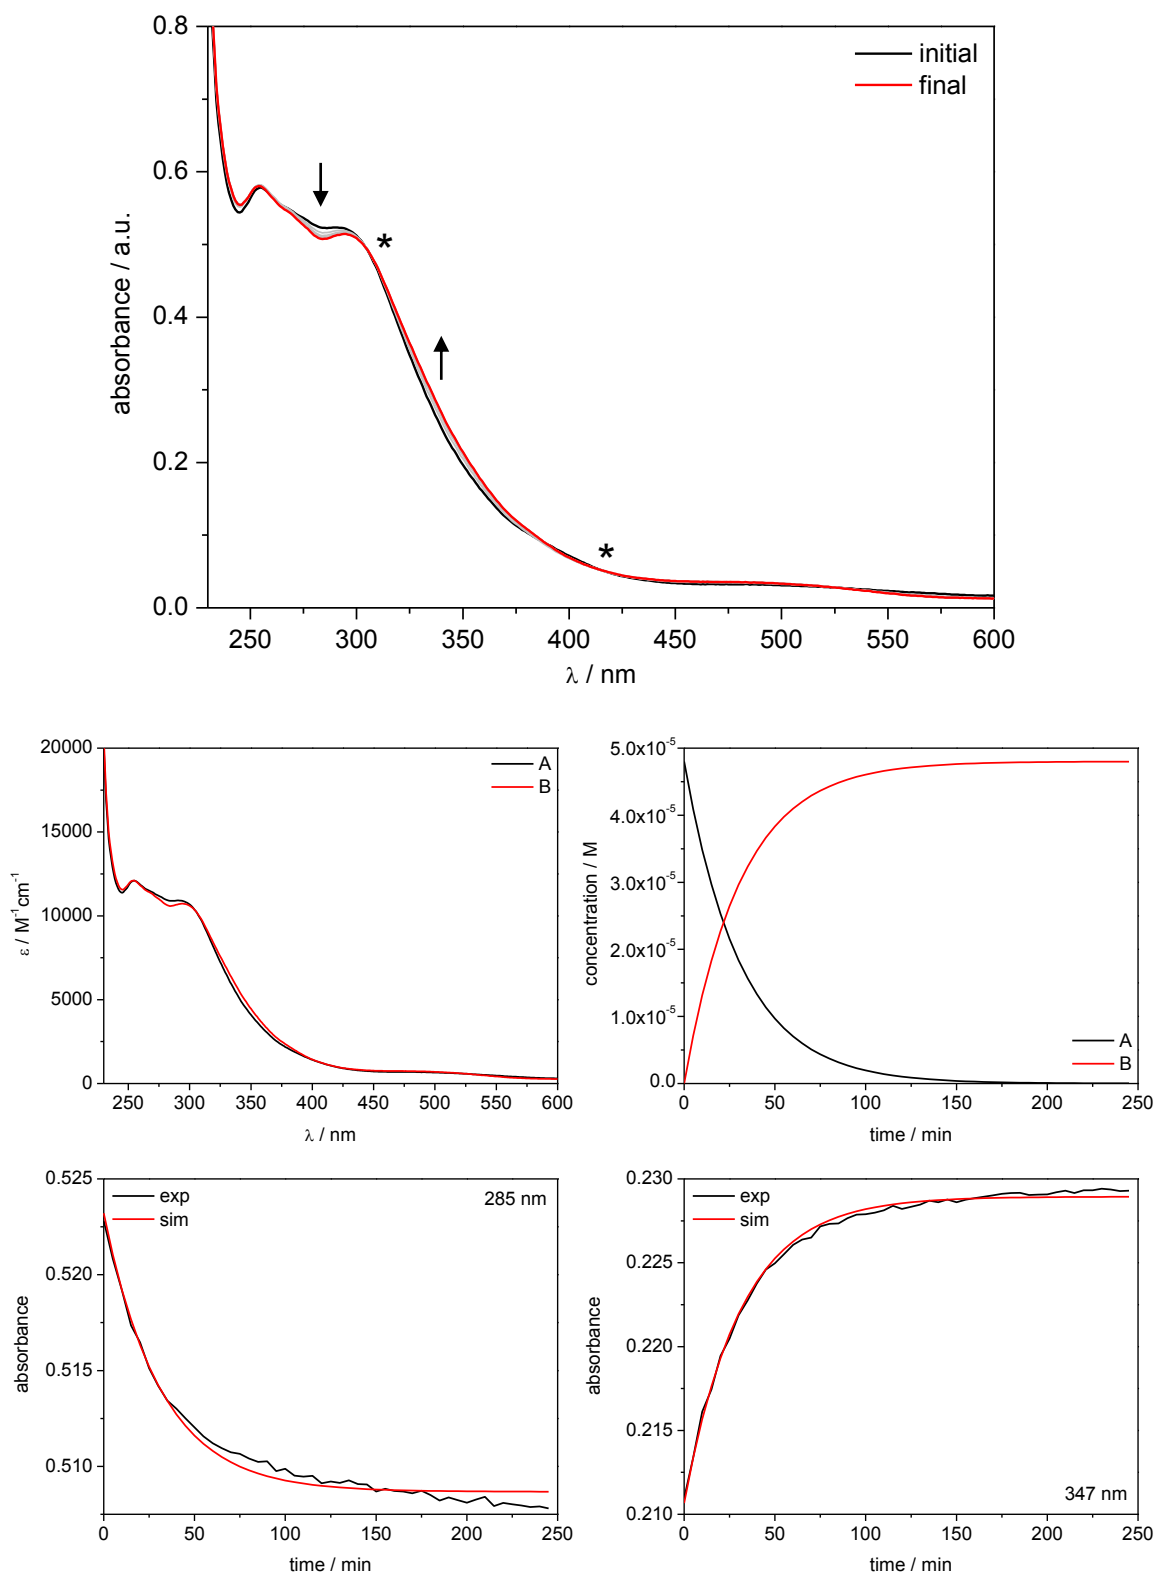 0.8
initial
final
0.6
*
0.4
absorbance / a.u.
0.2
*
0.0
250 300 350 400 450 500 550 600
λ / nm
20000
A
B
15000
10000
ε / M⁻¹cm⁻¹
5000
0
250 300 350 400 450 500 550 600
λ / nm
5.0x10⁻⁵
4.0x10⁻⁵
3.0x10⁻⁵
concentration / M
2.0x10⁻⁵
1.0x10⁻⁵
A
B
0.0
0 50 100 150 200 250
time / min
0.525
exp
sim
285 nm
0.520
0.515
absorbance
0.510
0 50 100 150 200 250
time / min
0.230
exp
sim
0.225
0.220
absorbance
0.215
347 nm
0.210
0 50 100 150 200 250
time / min